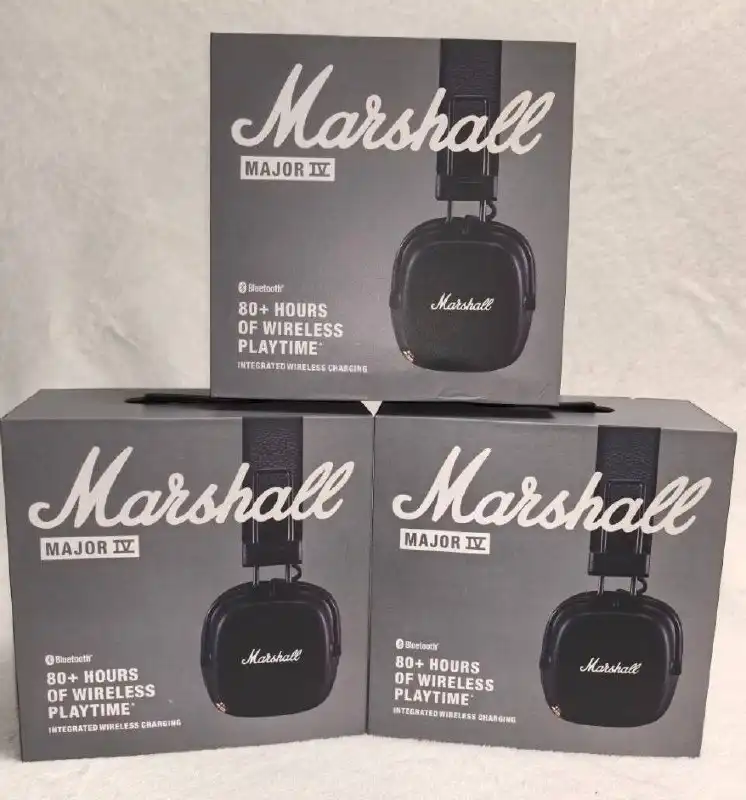 Marshall
MAJOR IV
Marshall
Bluetooth®
80+ HOURS
OF WIRELESS
PLAYTIME*
INTEGRATED WIRELESS CHARGING
Marshall
MAJOR IV
Marshall
Bluetooth®
80+ HOURS
OF WIRELESS
PLAYTIME*
INTEGRATED WIRELESS CHARGING
Marshall
MAJOR IV
Marshall
Bluetooth®
80+ HOURS
OF WIRELESS
PLAYTIME*
INTEGRATED WIRELESS CHARGING